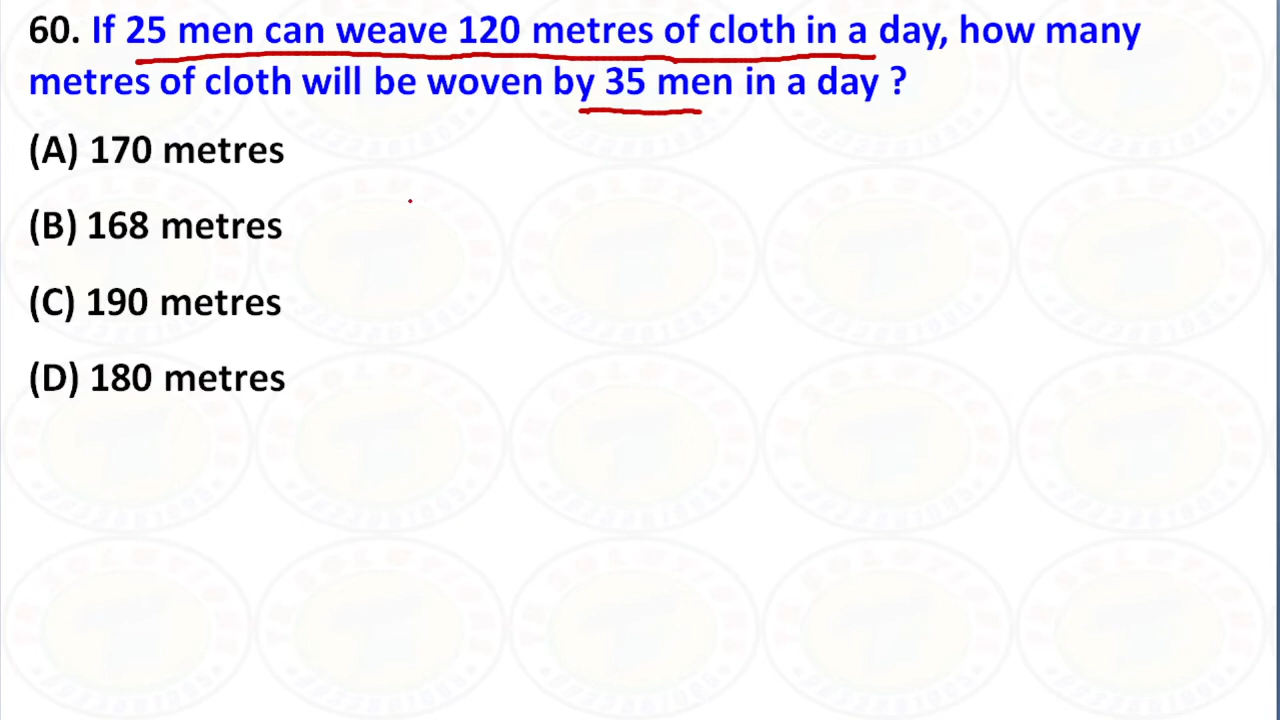 60. If 25 men can weave 120 metres of cloth in a day, how many
metres of cloth will be woven by 35 men in a day ?
(A) 170 metres
(B) 168 metres
(C) 190 metres
(D) 180 metres